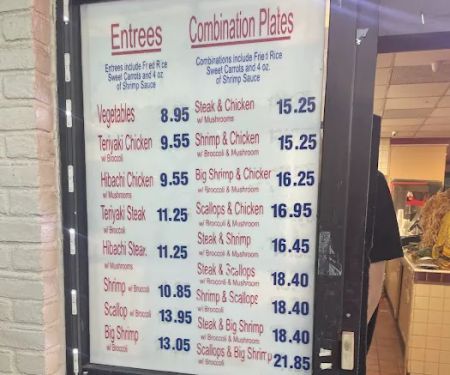 Entrees
Entrees include Fried Rice
Sweet Carrots and 4 oz
of Shrimp Sauce
Vegetables 8.95
Teriyaki Chicken 9.55
w/ Broccoli
Hibachi Chicken 9.55
w/ Mushrooms
Teriyaki Steak 11.25
w/ Broccoli
Hibachi Steak 11.25
w/ Mushrooms
Shrimp w/ Broccoli 10.85
Scallop w/ Broccoli 13.95
Big Shrimp 13.05
w/ Broccoli
Combination Plates
Combinations include Fried Rice
Sweet Carrots and 4 oz.
of Shrimp Sauce
Steak & Chicken 15.25
w/ Mushrooms
Shrimp & Chicken 15.25
w/ Broccoli & Mushroom
Big Shrimp & Chicken 16.25
w/ Broccoli & Mushroom
Scallops & Chicken 16.95
w/ Broccoli & Mushroom
Steak & Shrimp 16.45
w/ Broccoli & Mushroom
Steak & Scallops 18.40
w/ Broccoli & Mushroom
Shrimp & Scallops 18.40
w/ Broccoli
Steak & Big Shrimp 18.40
w/ Broccoli & Mushroom
Scallops & Big Shrimp 21.85
w/ Broccoli